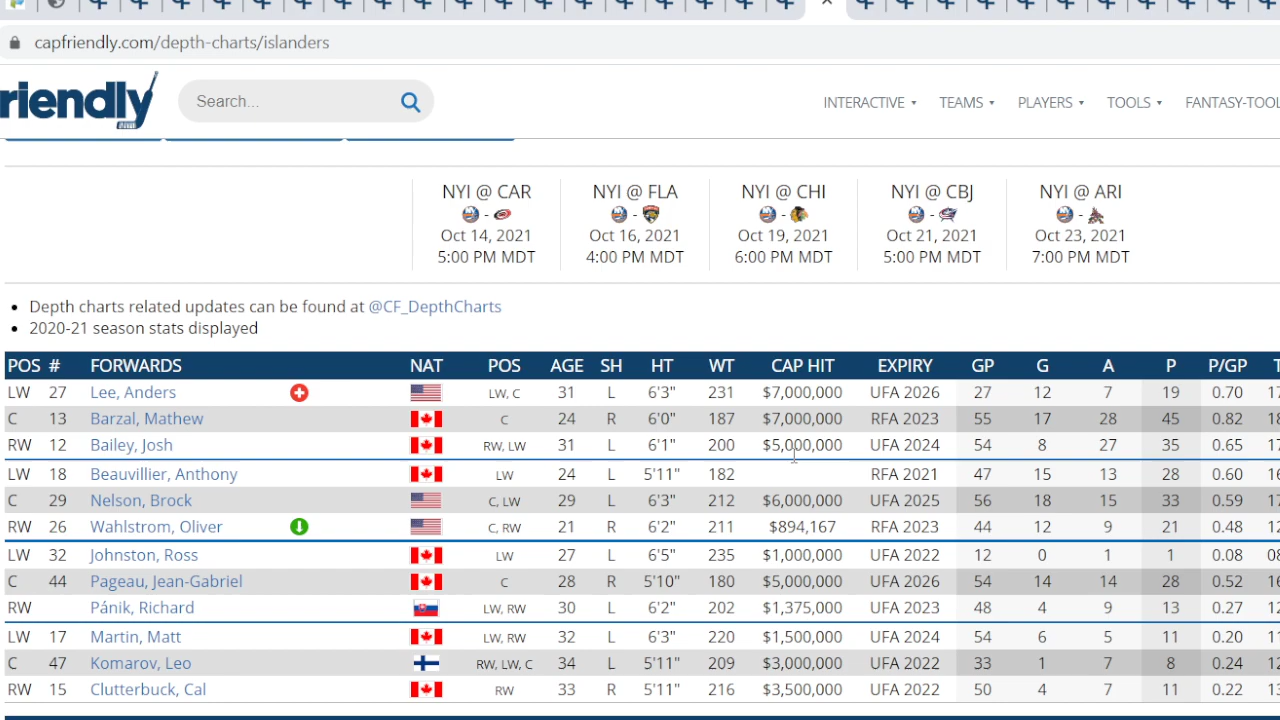 capfriendly.com/depth-charts/islanders
riendly Search... INTERACTIVE TEAMS PLAYERS TOOLS FANTASY-TOOL
NYI @ CAR NYI @ FLA NYI @ CHI NYI @ CBJ NYI @ ARI
- - - - -
Oct 14, 2021 Oct 16, 2021 Oct 19, 2021 Oct 21, 2021 Oct 23, 2021
5:00 PM MDT 4:00 PM MDT 6:00 PM MDT 5:00 PM MDT 7:00 PM MDT
• Depth charts related updates can be found at @CF_DepthCharts
• 2020-21 season stats displayed
POS # FORWARDS NAT POS AGE SH HT WT CAP HIT EXPIRY GP G A P P/GP T
LW 27 Lee, Anders LW, C 31 L 6'3" 231 $7,000,000 UFA 2026 27 12 7 19 0.70 17
C 13 Barzal, Mathew C 24 R 6'0" 187 $7,000,000 RFA 2023 55 17 28 45 0.82 18
RW 12 Bailey, Josh RW, LW 31 L 6'1" 200 $5,000,000 UFA 2024 54 8 27 35 0.65 17
LW 18 Beauvillier, Anthony LW 24 L 5'11" 182 RFA 2021 47 15 13 28 0.60 16
C 29 Nelson, Brock C, LW 29 L 6'3" 212 $6,000,000 UFA 2025 56 18 15 33 0.59 1
RW 26 Wahlstrom, Oliver C, RW 21 R 6'2" 211 $894,167 RFA 2023 44 12 9 21 0.48 12
LW 32 Johnston, Ross LW 27 L 6'5" 235 $1,000,000 UFA 2022 12 0 1 1 0.08 08
C 44 Pageau, Jean-Gabriel C 28 R 5'10" 180 $5,000,000 UFA 2026 54 14 14 28 0.52 16
RW Pánik, Richard LW, RW 30 L 6'2" 202 $1,375,000 UFA 2023 48 4 9 13 0.27 12
LW 17 Martin, Matt LW, RW 32 L 6'3" 220 $1,500,000 UFA 2024 54 6 5 11 0.20 11
C 47 Komarov, Leo RW, LW, C 34 L 5'11" 209 $3,000,000 UFA 2022 33 1 7 8 0.24 12
RW 15 Clutterbuck, Cal RW 33 R 5'11" 216 $3,500,000 UFA 2022 50 4 7 11 0.22 13